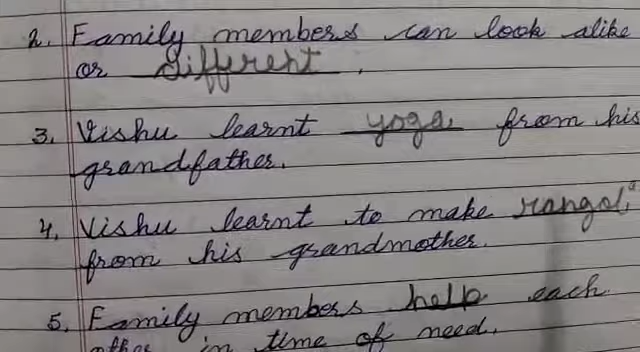 2. Family members can look alike
or different.
3. Vishu learnt yoga from his
grandfather.
4. Vishu learnt to make rangoli
from his grandmother.
5. Family members help each
other in time of need.